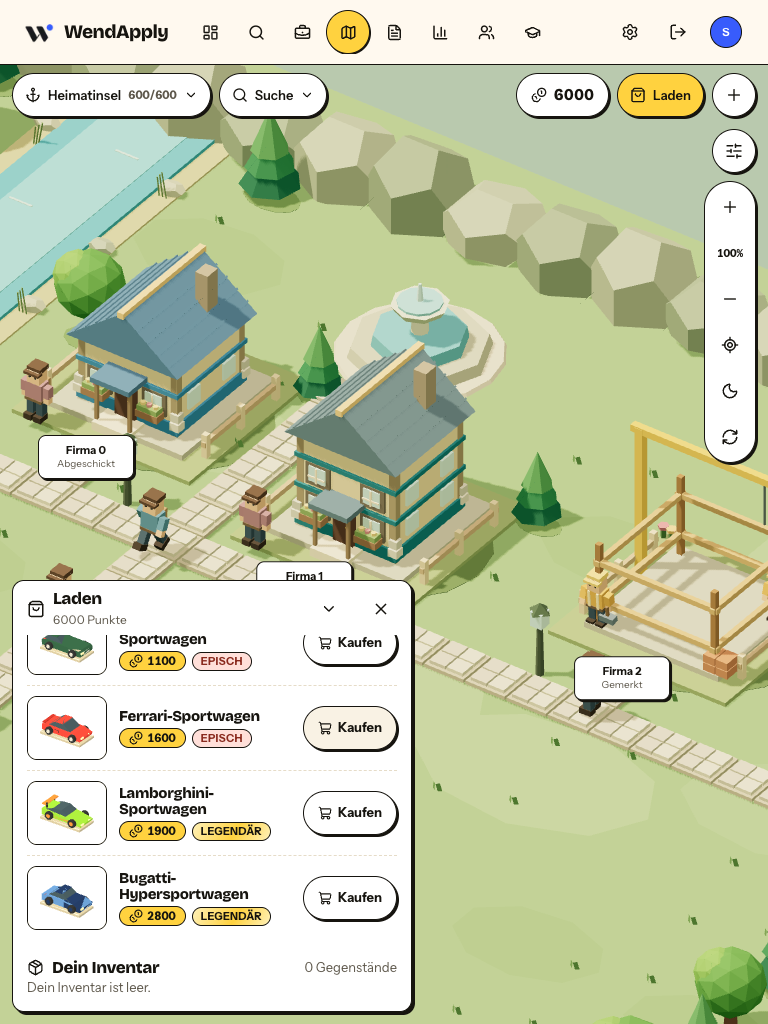 WendApply
S
Heimatinsel 600/600
Suche
6000
Laden
100%
Firma 0
Abgeschickt
Firma 1
Firma 2
Gemerkt
Laden
6000 Punkte
Sportwagen
1100 EPISCH
Kaufen
Ferrari-Sportwagen
1600 EPISCH
Kaufen
Lamborghini-
Sportwagen
1900 LEGENDÄR
Kaufen
Bugatti-
Hypersportwagen
2800 LEGENDÄR
Kaufen
Dein Inventar 0 Gegenstände
Dein Inventar ist leer.